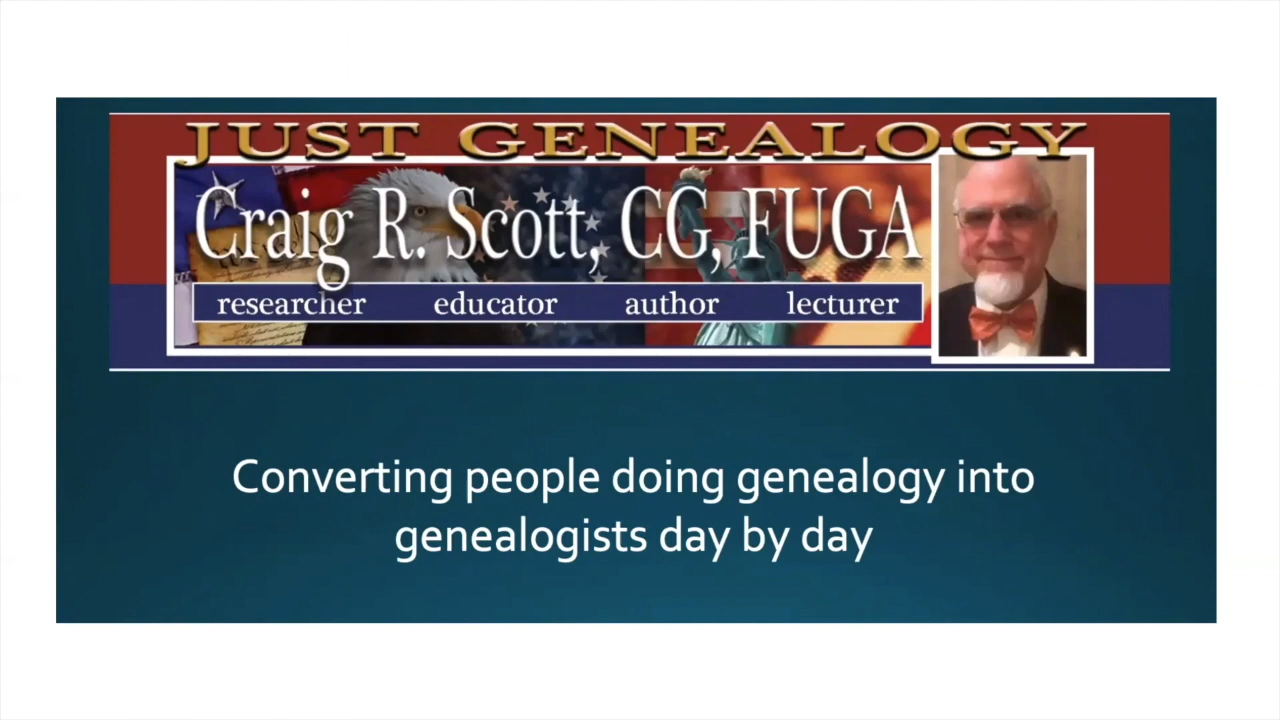 JUST GENEALOGY
Craig R. Scott, CG, FUGA
researcher educator author lecturer
Converting people doing genealogy into
genealogists day by day